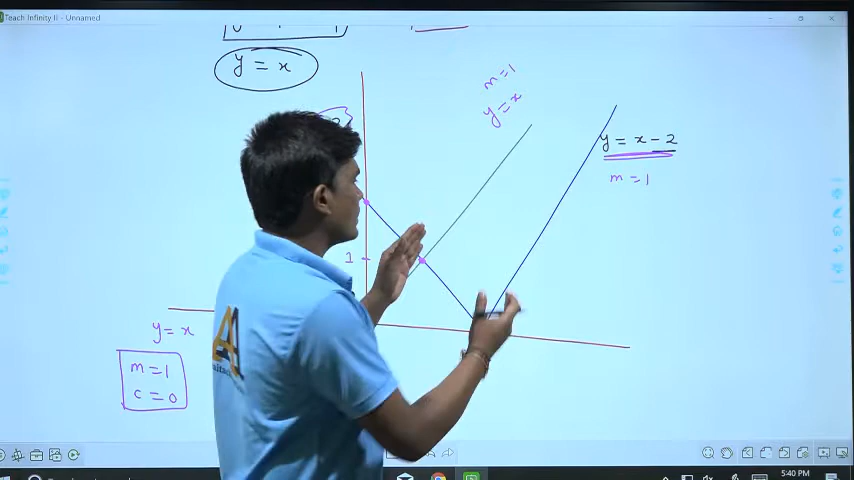 Teach Infinity II - Unnamed
y = x
m = 1
y = x
y = x - 2
m = 1
1
y = x
m = 1
c = 0
5:40 PM